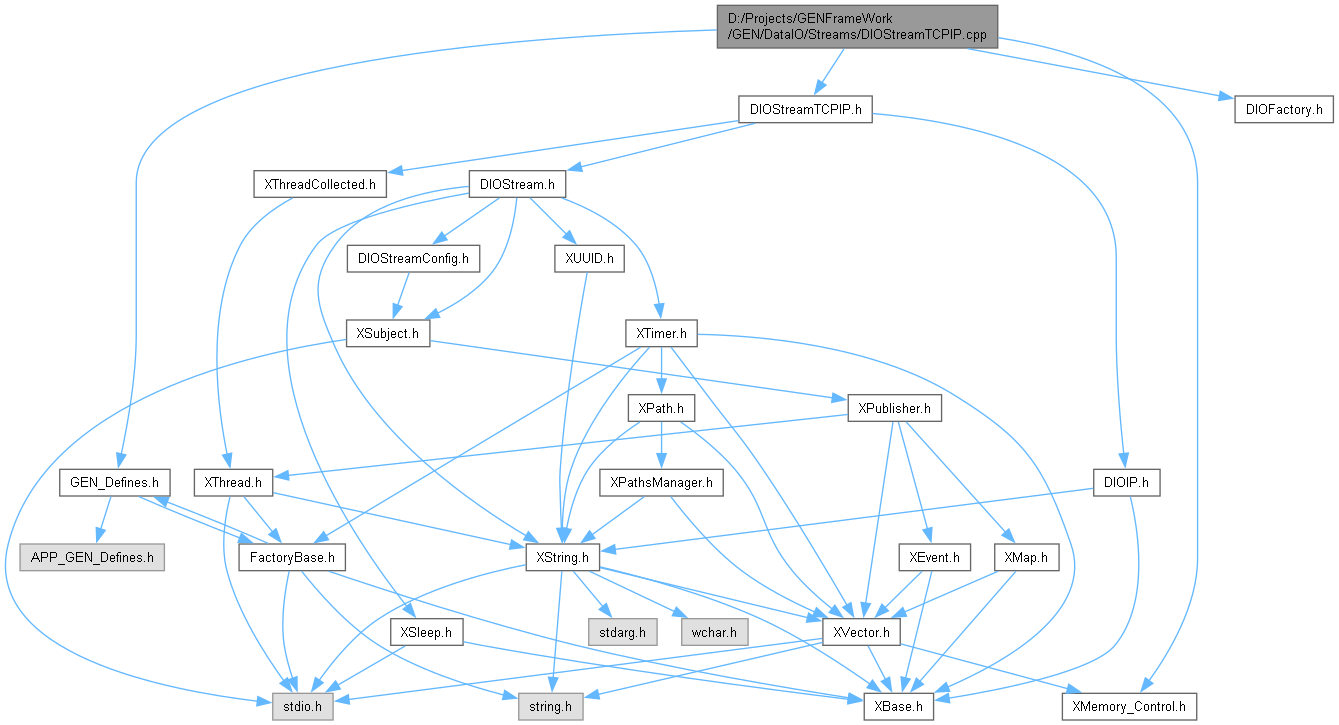 D:/Projects/GENFrameWork
/GEN/DataIO/Streams/DIOStreamTCPIP.cpp
DIOStreamTCPIP.h
DIOFactory.h
XThreadCollected.h
DIOStream.h
DIOStreamConfig.h
XUUID.h
XSubject.h
XTimer.h
XPath.h
XPublisher.h
GEN_Defines.h
XThread.h
XPathsManager.h
DIOIP.h
APP_GEN_Defines.h
FactoryBase.h
XString.h
XEvent.h
XMap.h
XSleep.h
stdarg.h
wchar.h
XVector.h
stdio.h
string.h
XBase.h
XMemory_Control.h